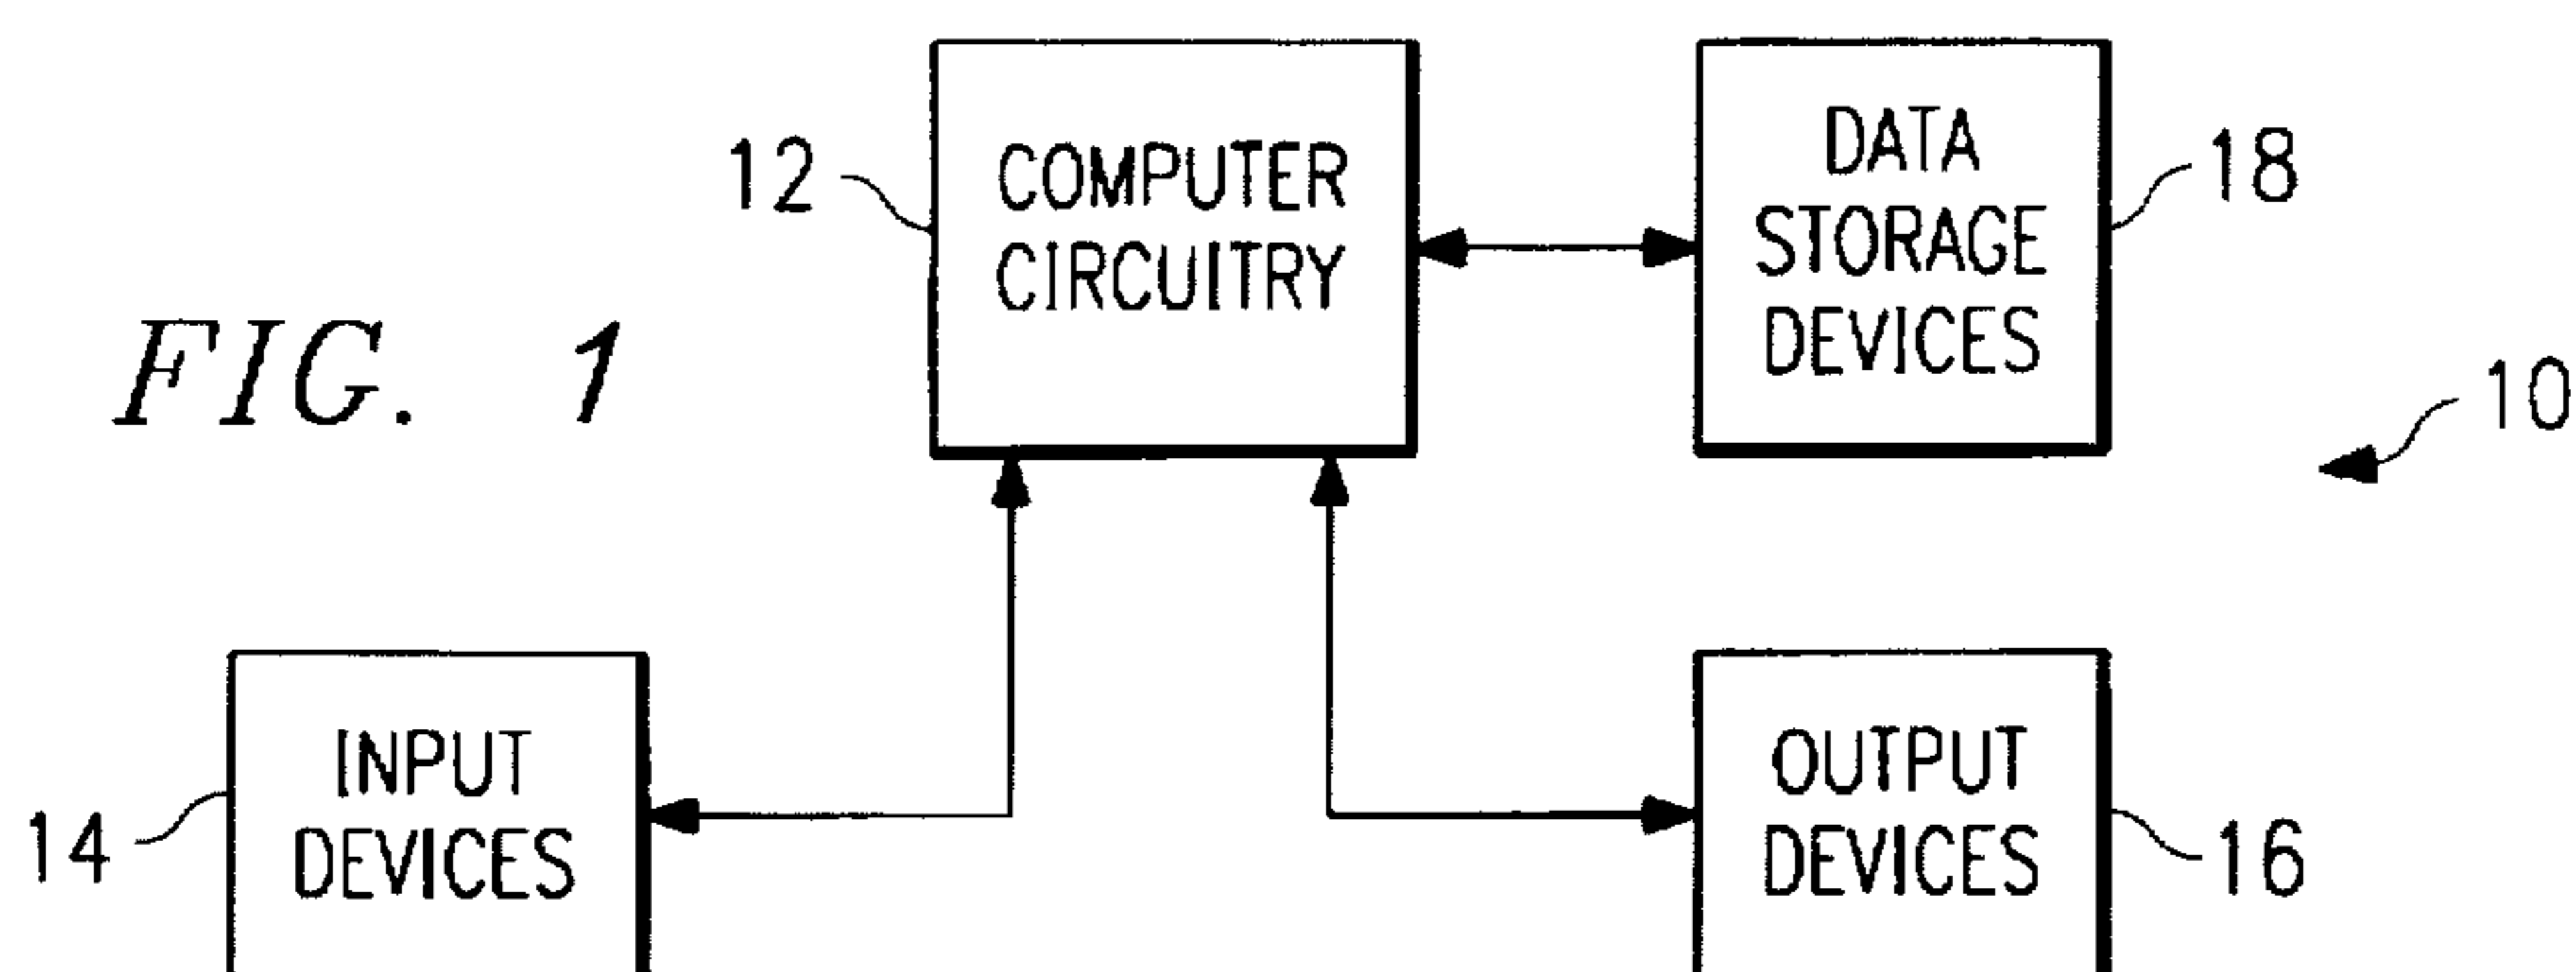 12
COMPUTER
CIRCUITRY
DATA
STORAGE
DEVICES
18
FIG. 1
10
14
INPUT
DEVICES
OUTPUT
DEVICES
16